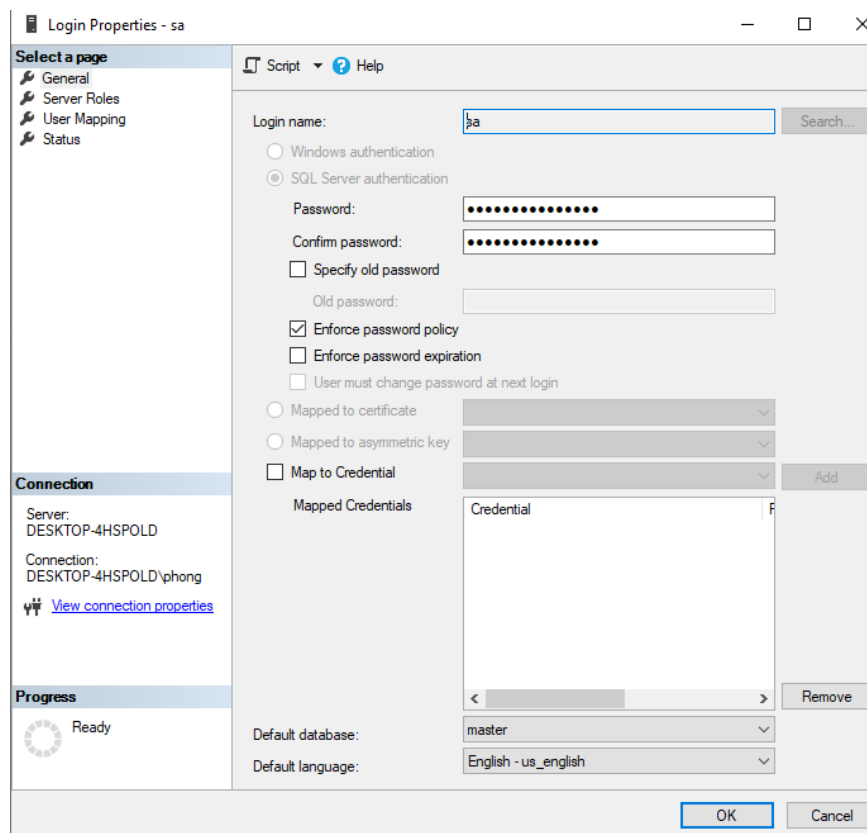 Login Properties - sa
Select a page
General
Server Roles
User Mapping
Status
Script
Help
Login name:
sa
Search...
Windows authentication
SQL Server authentication
Password:
●●●●●●●●●●●●●●●
Confirm password:
●●●●●●●●●●●●●●●
Specify old password
Old password:
Enforce password policy
Enforce password expiration
User must change password at next login
Mapped to certificate
Mapped to asymmetric key
Map to Credential
Add
Mapped Credentials
Credential
Remove
Default database:
master
Default language:
English - us_english
Connection
Server:
DESKTOP-4HSPOLD
Connection:
DESKTOP-4HSPOLD\phong
View connection properties
Progress
Ready
OK
Cancel